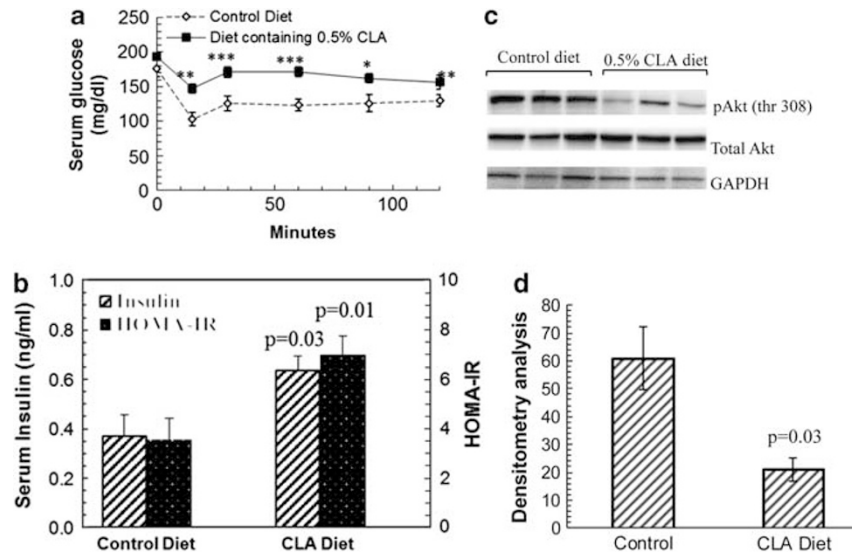 a
Control Diet
Diet containing 0.5% CLA
Serum glucose
(mg/dl)
250
200
150
100
50
0
** *** *** * **
0 50 100
Minutes
b
Serum Insulin (ng/ml)
1.0
0.8
0.6
0.4
0.2
0.0
Insulin
HOMA-IR
p=0.03
p=0.01
10
8
6
4
2
0
HOMA-IR
Control Diet CLA Diet
c
Control diet 0.5% CLA diet
pAkt (thr 308)
Total Akt
GAPDH
d
Densitometry analysis
80
70
60
50
40
30
20
10
0
p=0.03
Control CLA Diet